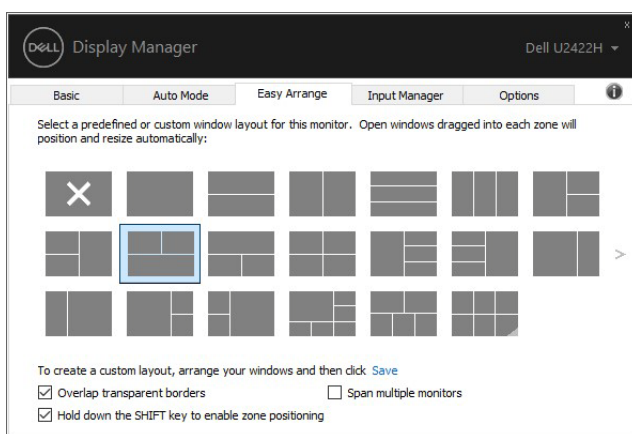 x
DELL Display Manager Dell U2422H
Basic Auto Mode Easy Arrange Input Manager Options i
Select a predefined or custom window layout for this monitor. Open windows dragged into each zone will
position and resize automatically:
>
To create a custom layout, arrange your windows and then click Save
Overlap transparent borders Span multiple monitors
Hold down the SHIFT key to enable zone positioning